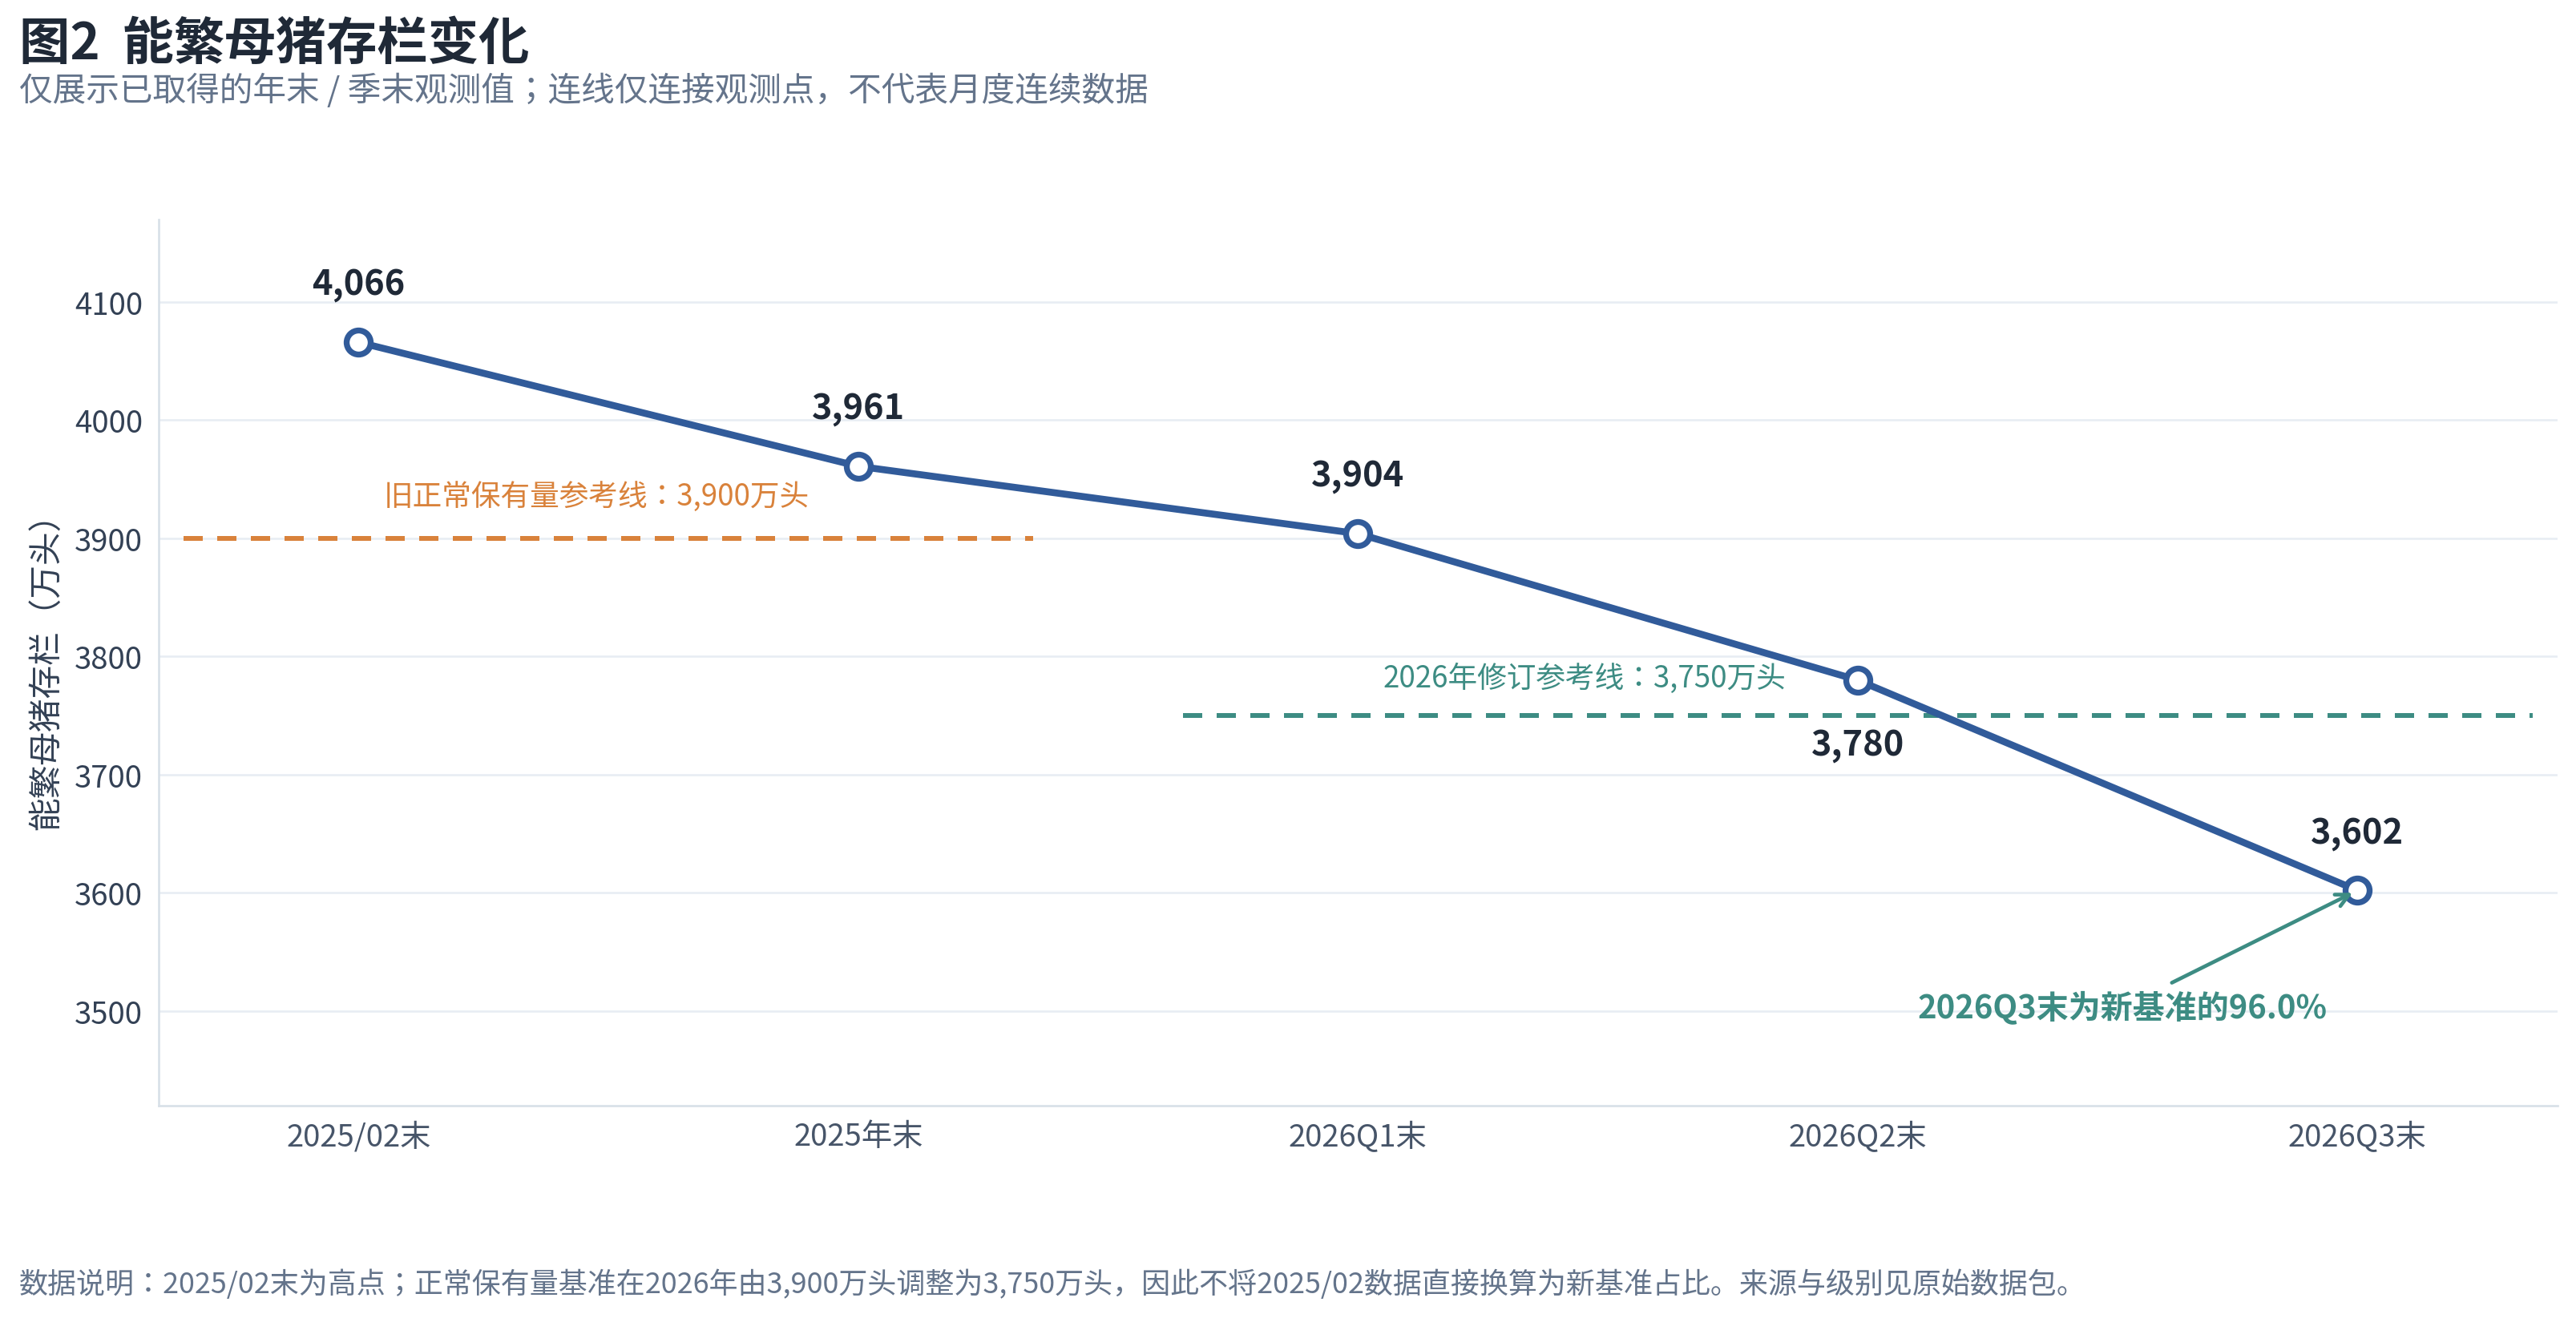 图2 能繁母猪存栏变化
仅展示已取得的年末 / 季末观测值；连线仅连接观测点，不代表月度连续数据
能繁母猪存栏（万头）
4100
4000
3900
3800
3700
3600
3500
4,066
3,961
3,904
3,780
3,602
旧正常保有量参考线：3,900万头
2026年修订参考线：3,750万头
2026Q3末为新基准的96.0%
2025/02末
2025年末
2026Q1末
2026Q2末
2026Q3末
数据说明：2025/02末为高点；正常保有量基准在2026年由3,900万头调整为3,750万头，因此不将2025/02数据直接换算为新基准占比。来源与级别见原始数据包。